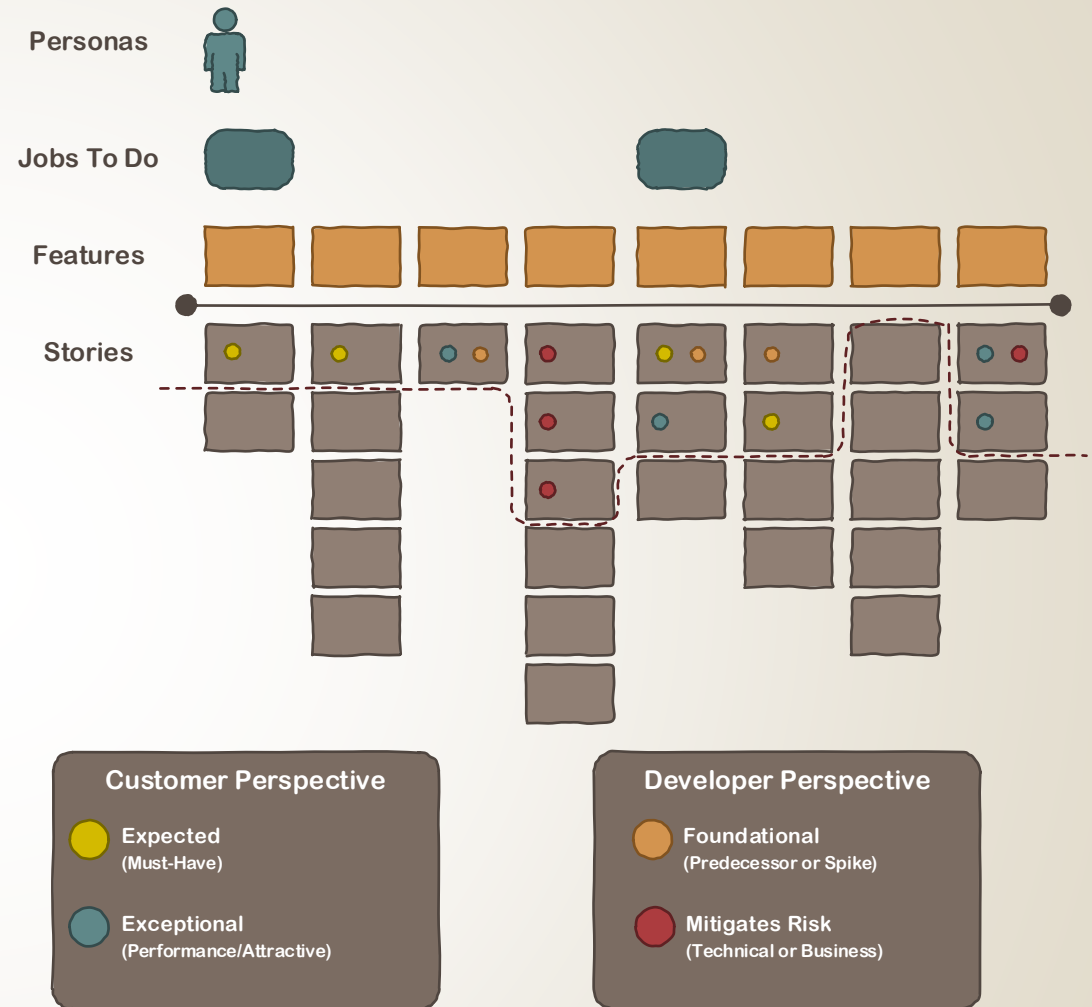 Personas
Jobs To Do
Features
Stories
Customer Perspective
Expected
(Must-Have)
Exceptional
(Performance/Attractive)
Developer Perspective
Foundational
(Predecessor or Spike)
Mitigates Risk
(Technical or Business)